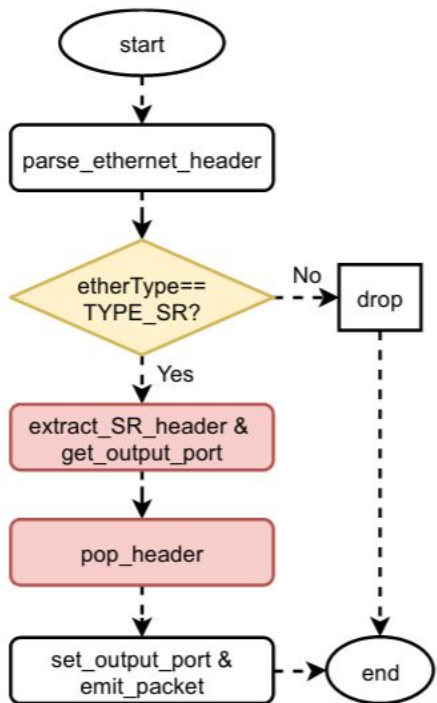 start
parse_ethernet_header
etherType==
TYPE_SR?
No
drop
Yes
extract_SR_header &
get_output_port
pop_header
set_output_port &
emit_packet
end